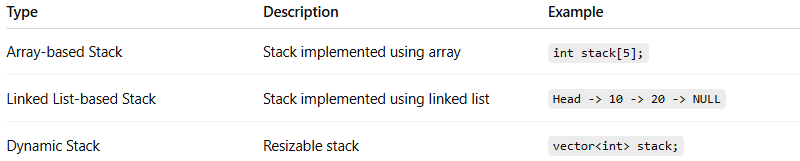 Type Description Example
Array-based Stack Stack implemented using array int stack[5];
Linked List-based Stack Stack implemented using linked list Head -> 10 -> 20 -> NULL
Dynamic Stack Resizable stack vector<int> stack;